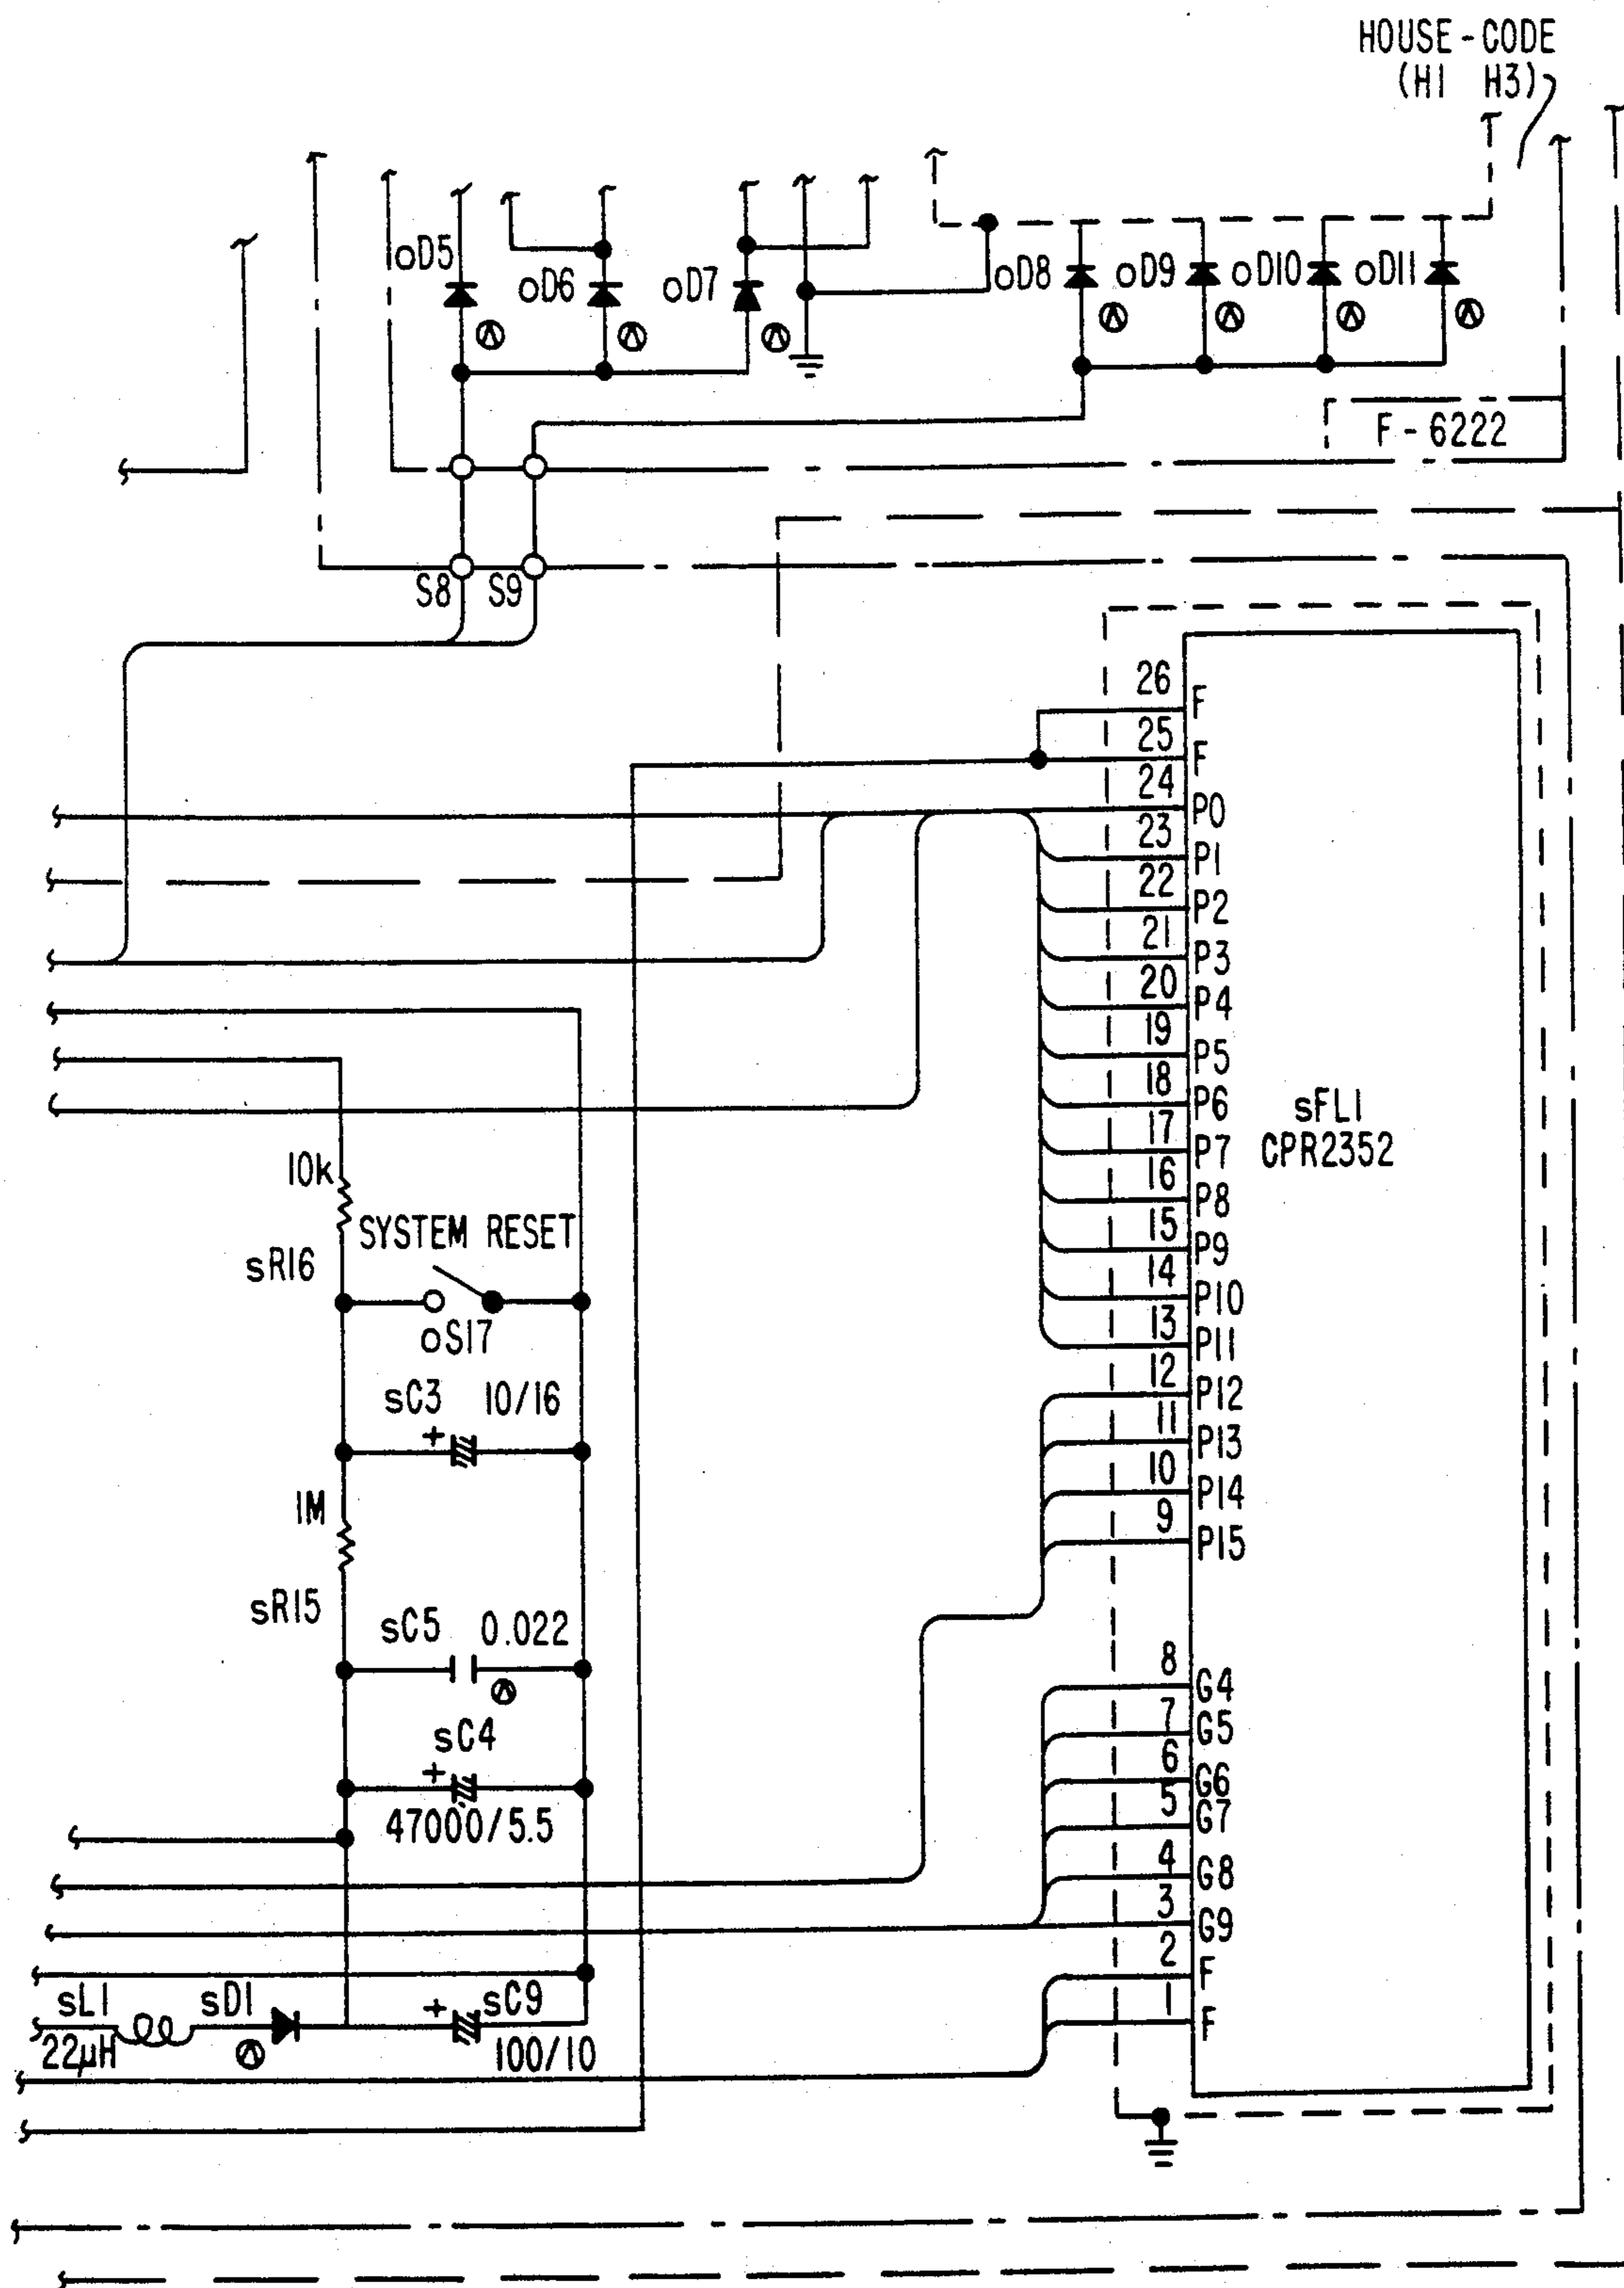 HOUSE-CODE
(H1 H3)
oD5
oD6
oD7
oD8
oD9
oD10
oD11
F-6222
S8
S9
26
F
25
F
24
P0
23
P1
22
P2
21
P3
20
P4
19
P5
18
P6
17
P7
16
P8
15
P9
14
P10
13
P11
12
P12
11
P13
10
P14
9
P15
8
G4
7
G5
6
G6
5
G7
4
G8
3
G9
2
F
1
F
sFL1
CPR2352
10k
sR16
SYSTEM RESET
oS17
sC3 10/16
+
1M
sR15
sC5 0.022
sC4
+
47000/5.5
sL1
22μH
sD1
+
sC9
100/10